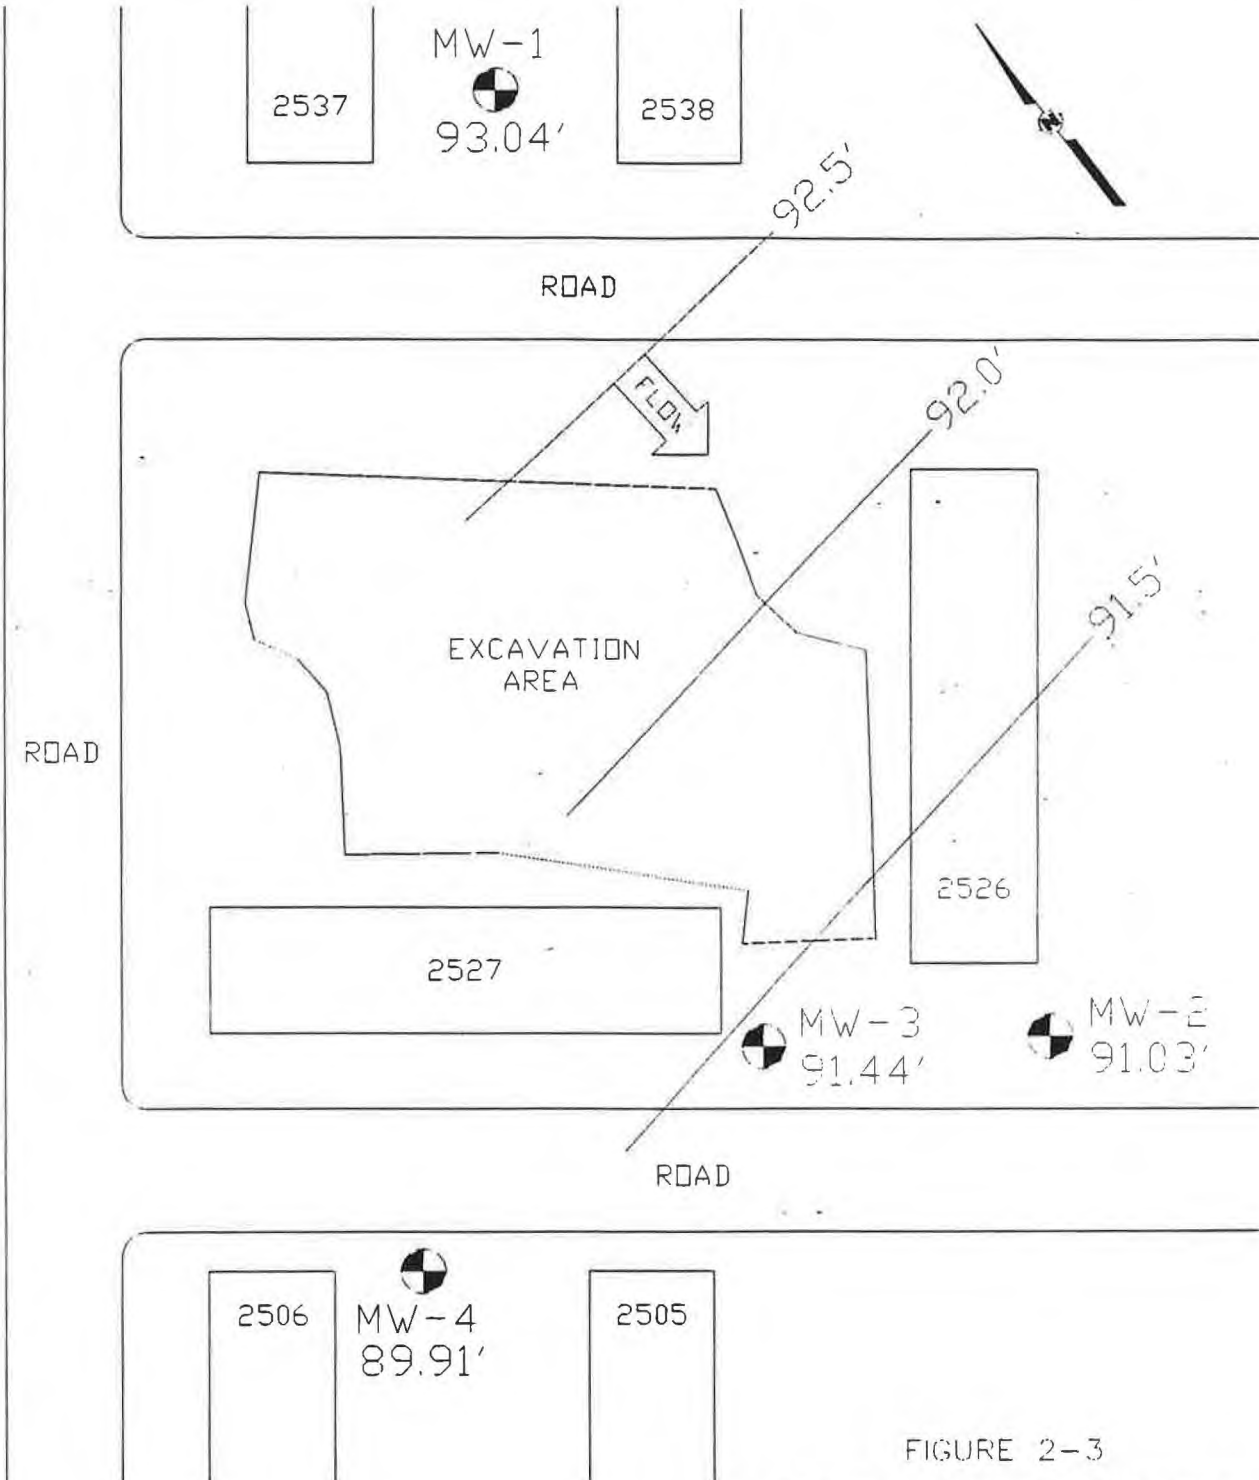 MW-1
2537
93.04'
2538
N
92.5'
ROAD
FLOW
92.0'
91.5'
EXCAVATION
AREA
ROAD
2526
2527
MW-3
91.44'
MW-2
91.03'
ROAD
2506
MW-4
89.91'
2505
FIGURE 2-3